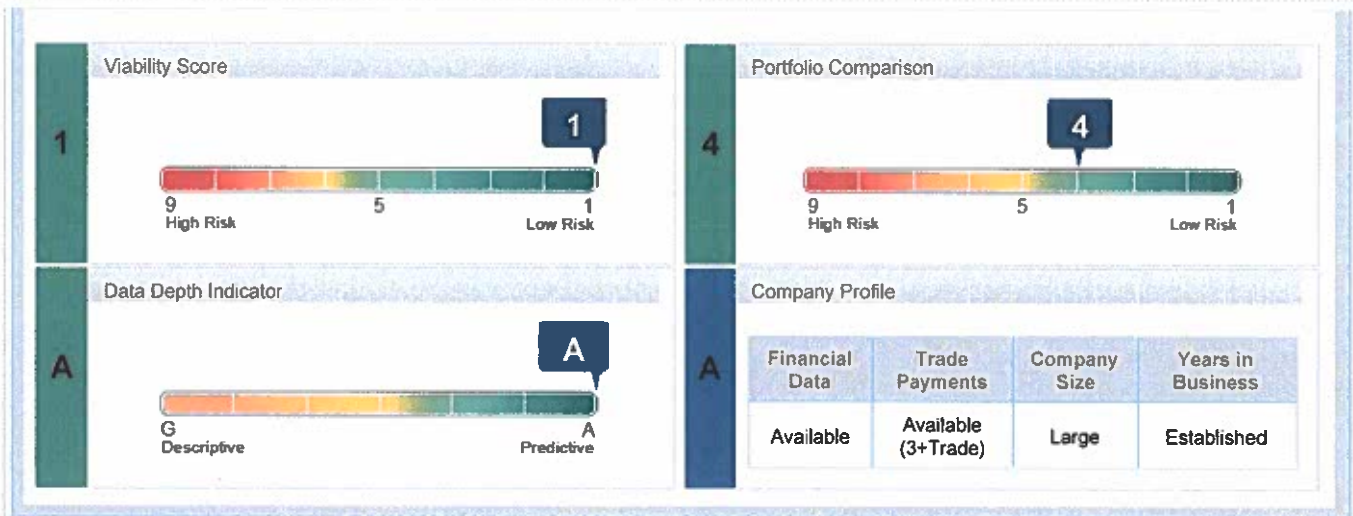 Viability Score
1
1
9
5
1
High Risk
Low Risk
Portfolio Comparison
4
4
9
5
1
High Risk
Low Risk
Data Depth Indicator
A
A
G
A
Descriptive
Predictive
Company Profile
A
Financial Data
Trade Payments
Company Size
Years in Business
Available
Available (3+Trade)
Large
Established